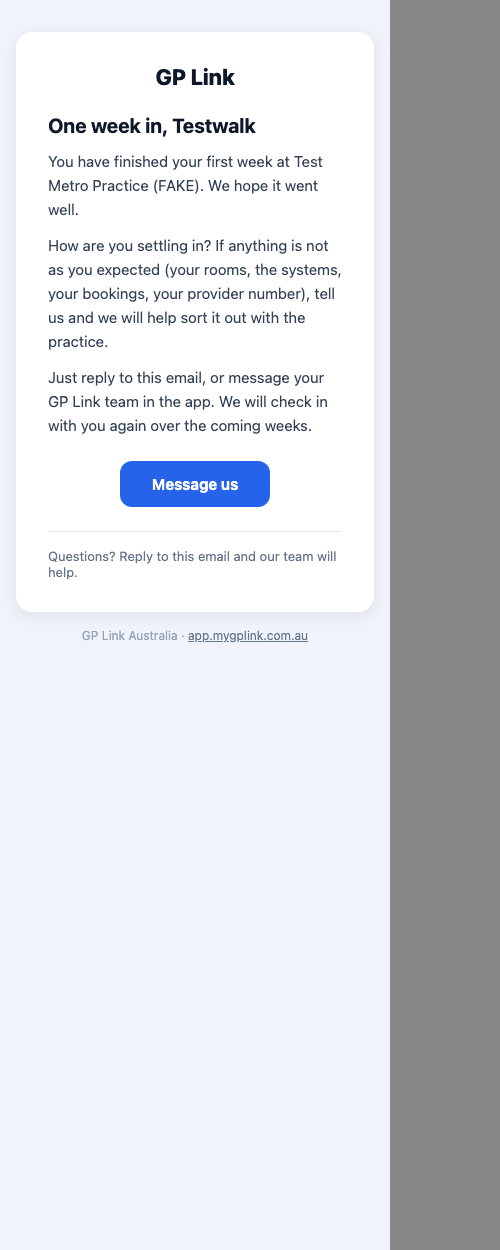 GP Link
One week in, Testwalk
You have finished your first week at Test
Metro Practice (FAKE). We hope it went
well.
How are you settling in? If anything is not
as you expected (your rooms, the systems,
your bookings, your provider number), tell
us and we will help sort it out with the
practice.
Just reply to this email, or message your
GP Link team in the app. We will check in
with you again over the coming weeks.
Message us
Questions? Reply to this email and our team will
help.
GP Link Australia · app.mygplink.com.au